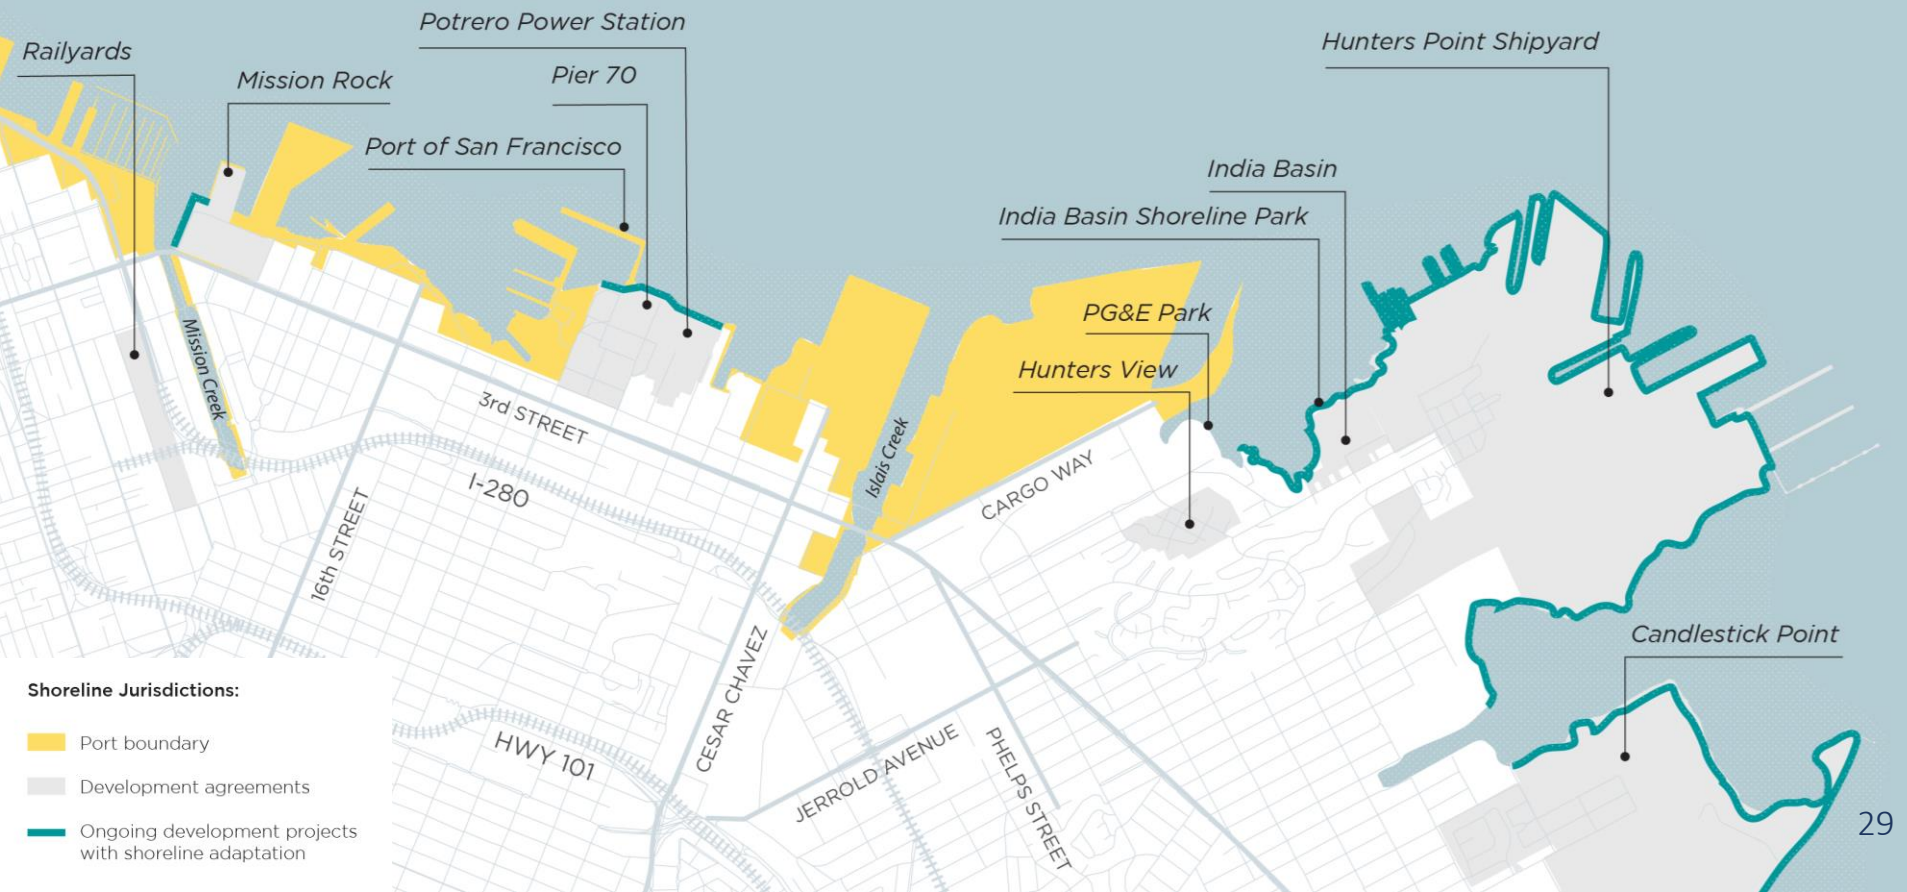 Potrero Power Station
Railyards
Mission Rock
Pier 70
Hunters Point Shipyard
Port of San Francisco
India Basin
India Basin Shoreline Park
PG&E Park
Hunters View
Mission Creek
3rd STREET
I-280
16th STREET
Islais Creek
CARGO WAY
CESAR CHAVEZ
HWY 101
JERROLD AVENUE
PHELPS STREET
Candlestick Point
Shoreline Jurisdictions:
Port boundary
Development agreements
Ongoing development projects
with shoreline adaptation
29